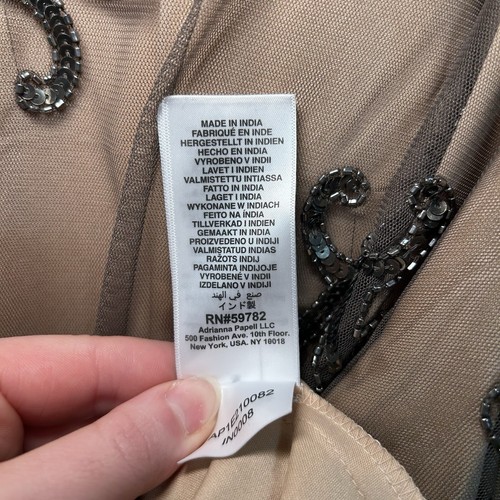 MADE IN INDIA
FABRIQUÉ EN INDE
HERGESTELLT IN INDIEN
HECHO EN INDIA
VYROBENO V INDII
LAVET I INDIEN
VALMISTETTU INTIASSA
FATTO IN INDIA
LAGET I INDIA
WYKONANE W INDIACH
FEITO NA ÍNDIA
TILLVERKAD I INDIEN
GEMAAKT IN INDIA
PROIZVEDENO U INDIJI
VALMISTATUD INDIAS
RAŽOTS INDIJ
PAGAMINTA INDIJOJE
VYROBENÉ V INDII
IZDELANO V INDIJI
صنع في الهند
インド製
RN#59782
Adrianna Papell LLC
500 Fashion Ave. 10th Floor.
New York, USA. NY 10018
AP1E210082
IN0008